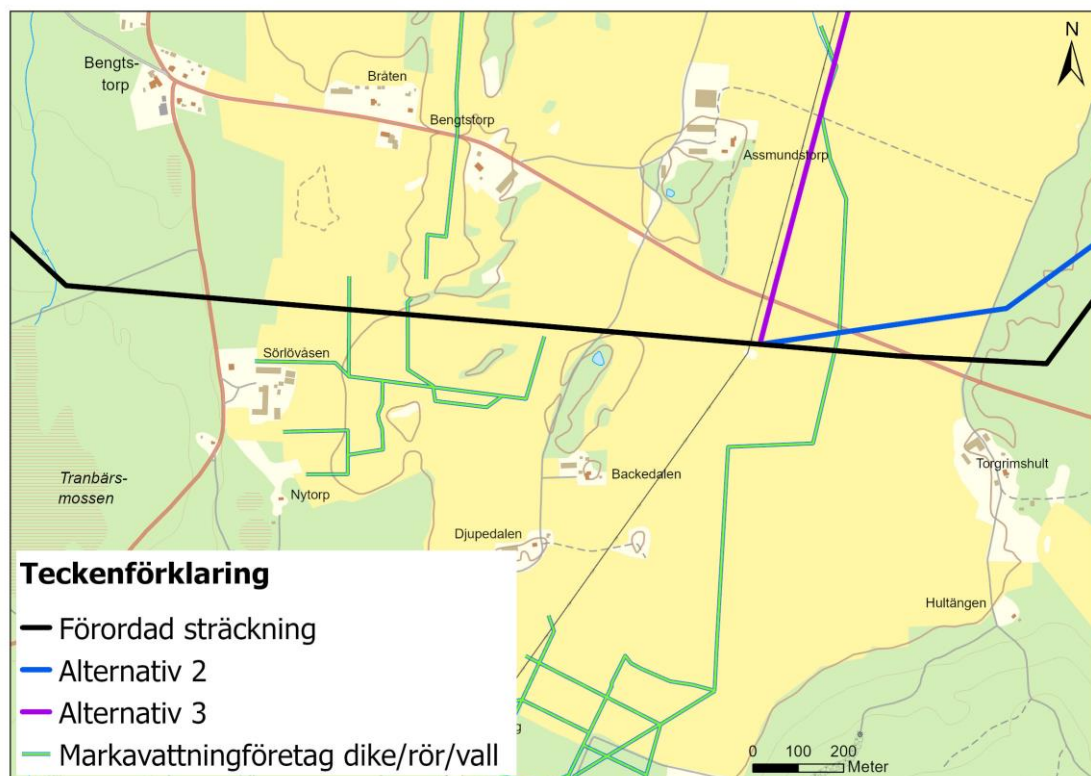 N
Bengts-
torp
Bråten
Bengtstorp
Assmundstorp
Sörlövåsen
Tranbärs-
mossen
Nytorp
Backedalen
Torgrimshult
Djupedalen
Hultängen
g
Teckenförklaring
Förordad sträckning
Alternativ 2
Alternativ 3
Markavattningföretag dike/rör/vall
0 100 200
Meter